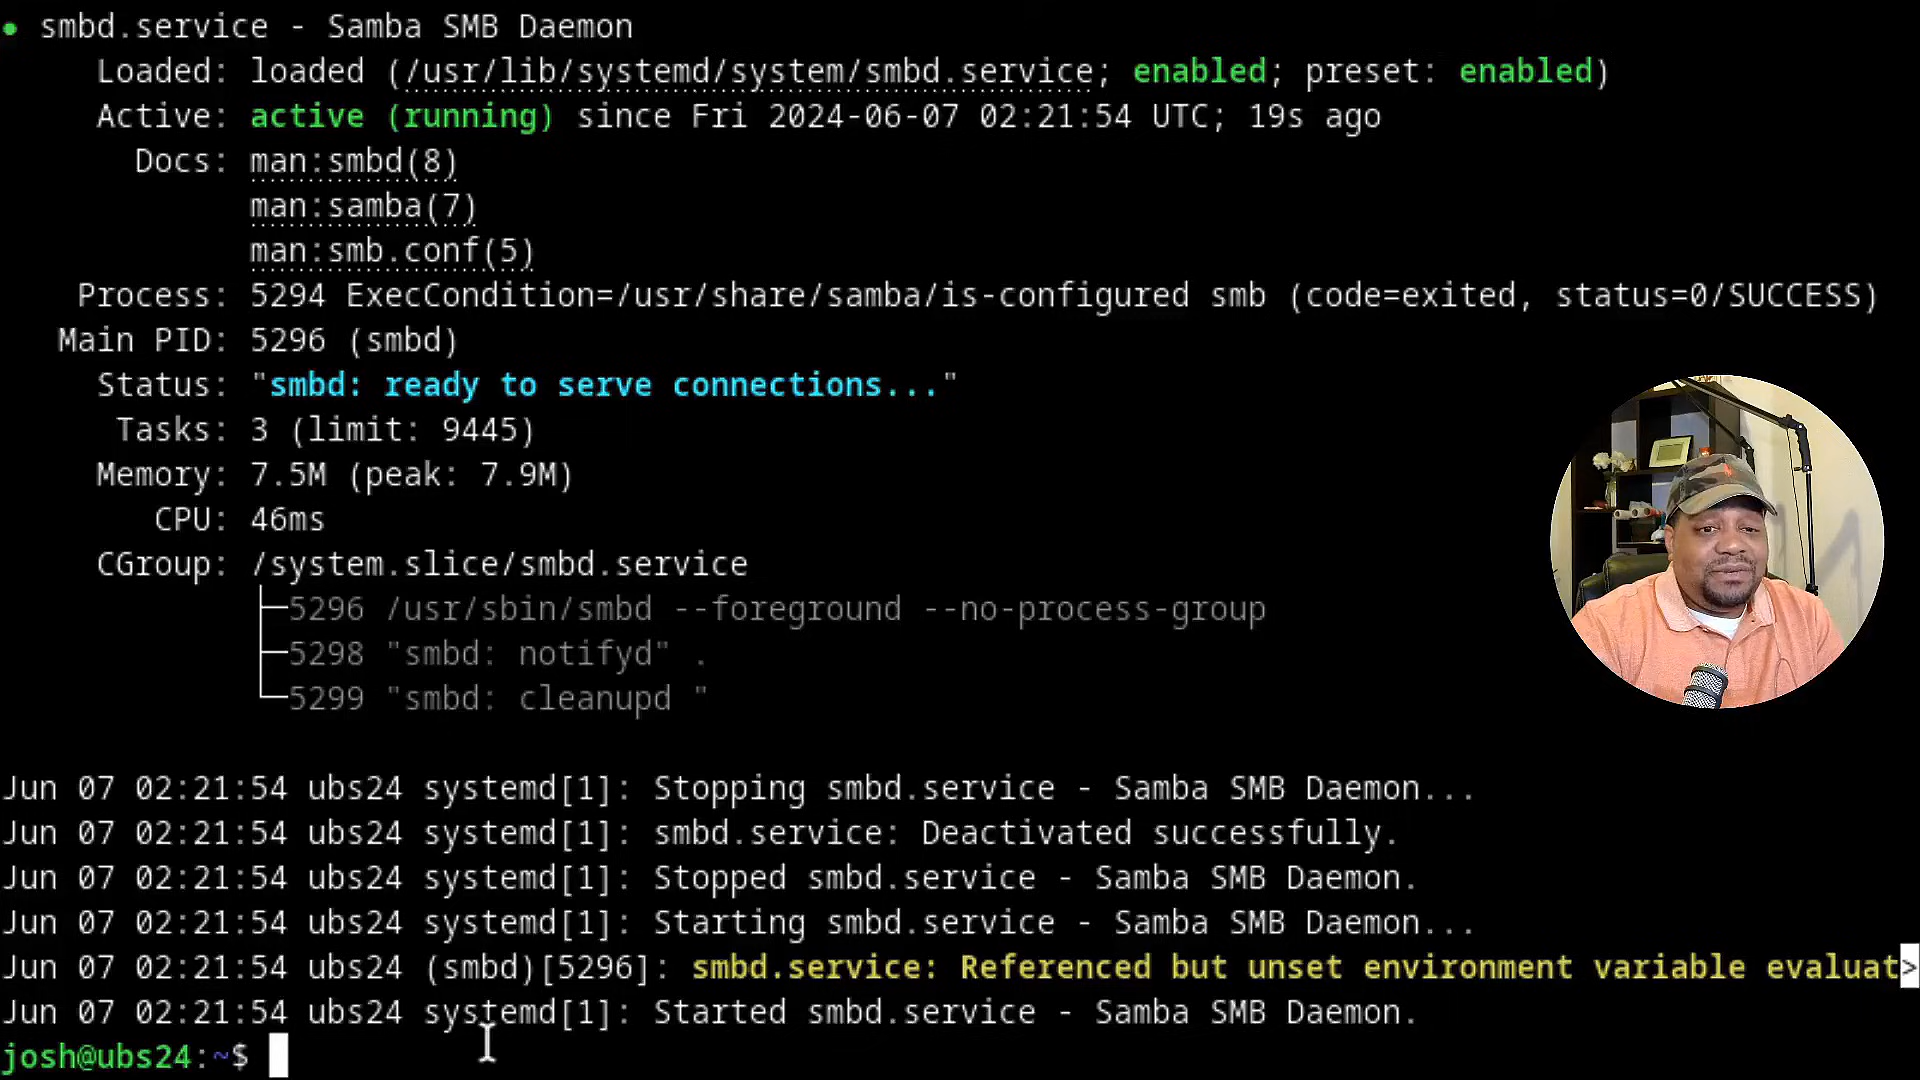 ● smbd.service - Samba SMB Daemon
Loaded: loaded (/usr/lib/systemd/system/smbd.service; enabled; preset: enabled)
Active: active (running) since Fri 2024-06-07 02:21:54 UTC; 19s ago
Docs: man:smbd(8)
man:samba(7)
man:smb.conf(5)
Process: 5294 ExecCondition=/usr/share/samba/is-configured smb (code=exited, status=0/SUCCESS)
Main PID: 5296 (smbd)
Status: "smbd: ready to serve connections..."
Tasks: 3 (limit: 9445)
Memory: 7.5M (peak: 7.9M)
CPU: 46ms
CGroup: /system.slice/smbd.service
├─5296 /usr/sbin/smbd --foreground --no-process-group
├─5298 "smbd: notifyd" .
└─5299 "smbd: cleanupd "
Jun 07 02:21:54 ubs24 systemd[1]: Stopping smbd.service - Samba SMB Daemon...
Jun 07 02:21:54 ubs24 systemd[1]: smbd.service: Deactivated successfully.
Jun 07 02:21:54 ubs24 systemd[1]: Stopped smbd.service - Samba SMB Daemon.
Jun 07 02:21:54 ubs24 systemd[1]: Starting smbd.service - Samba SMB Daemon...
Jun 07 02:21:54 ubs24 (smbd)[5296]: smbd.service: Referenced but unset environment variable evaluat>
Jun 07 02:21:54 ubs24 systemd[1]: Started smbd.service - Samba SMB Daemon.
josh@ubs24:~$